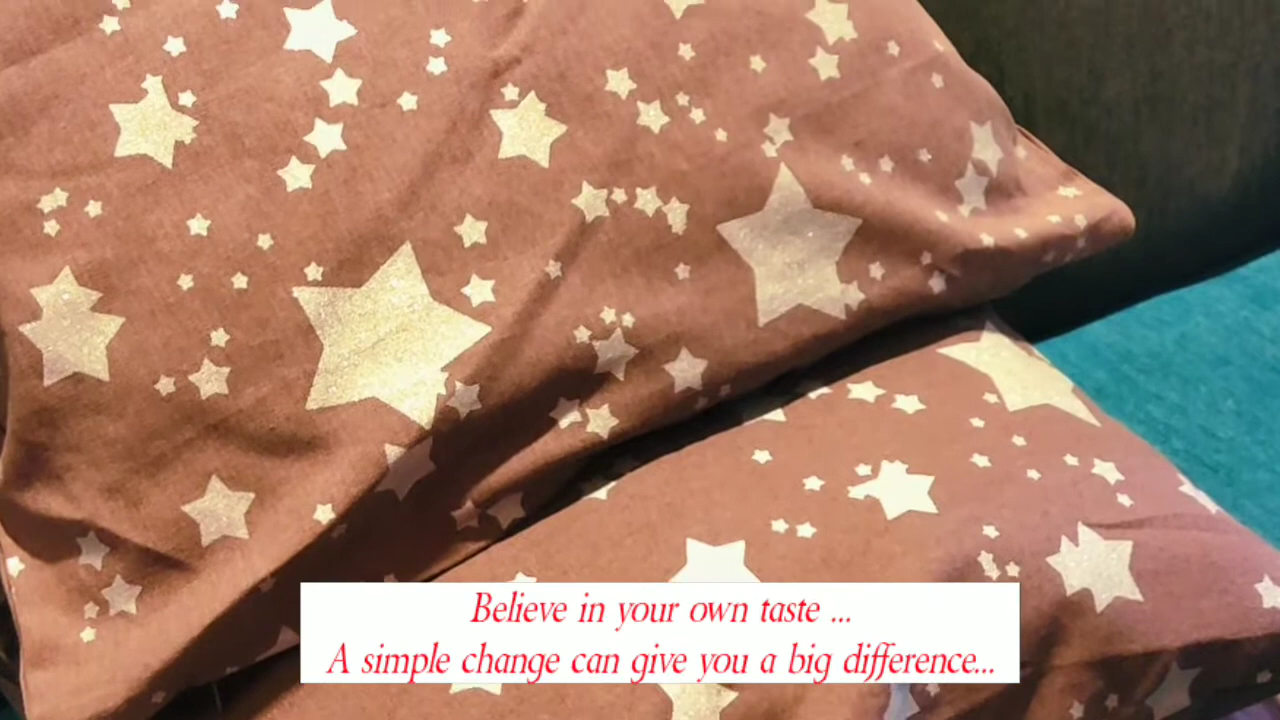 Believe in your own taste ...
A simple change can give you a big difference...